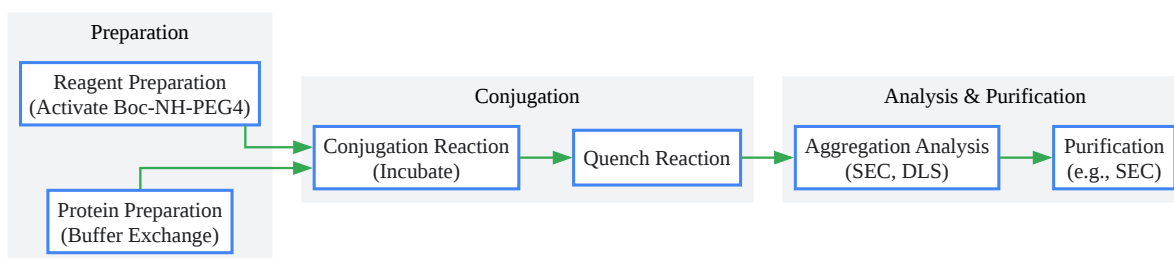 Preparation
Reagent Preparation
(Activate Boc-NH-PEG4)
Protein Preparation
(Buffer Exchange)
Conjugation
Conjugation Reaction
(Incubate)
Quench Reaction
Analysis & Purification
Aggregation Analysis
(SEC, DLS)
Purification
(e.g., SEC)